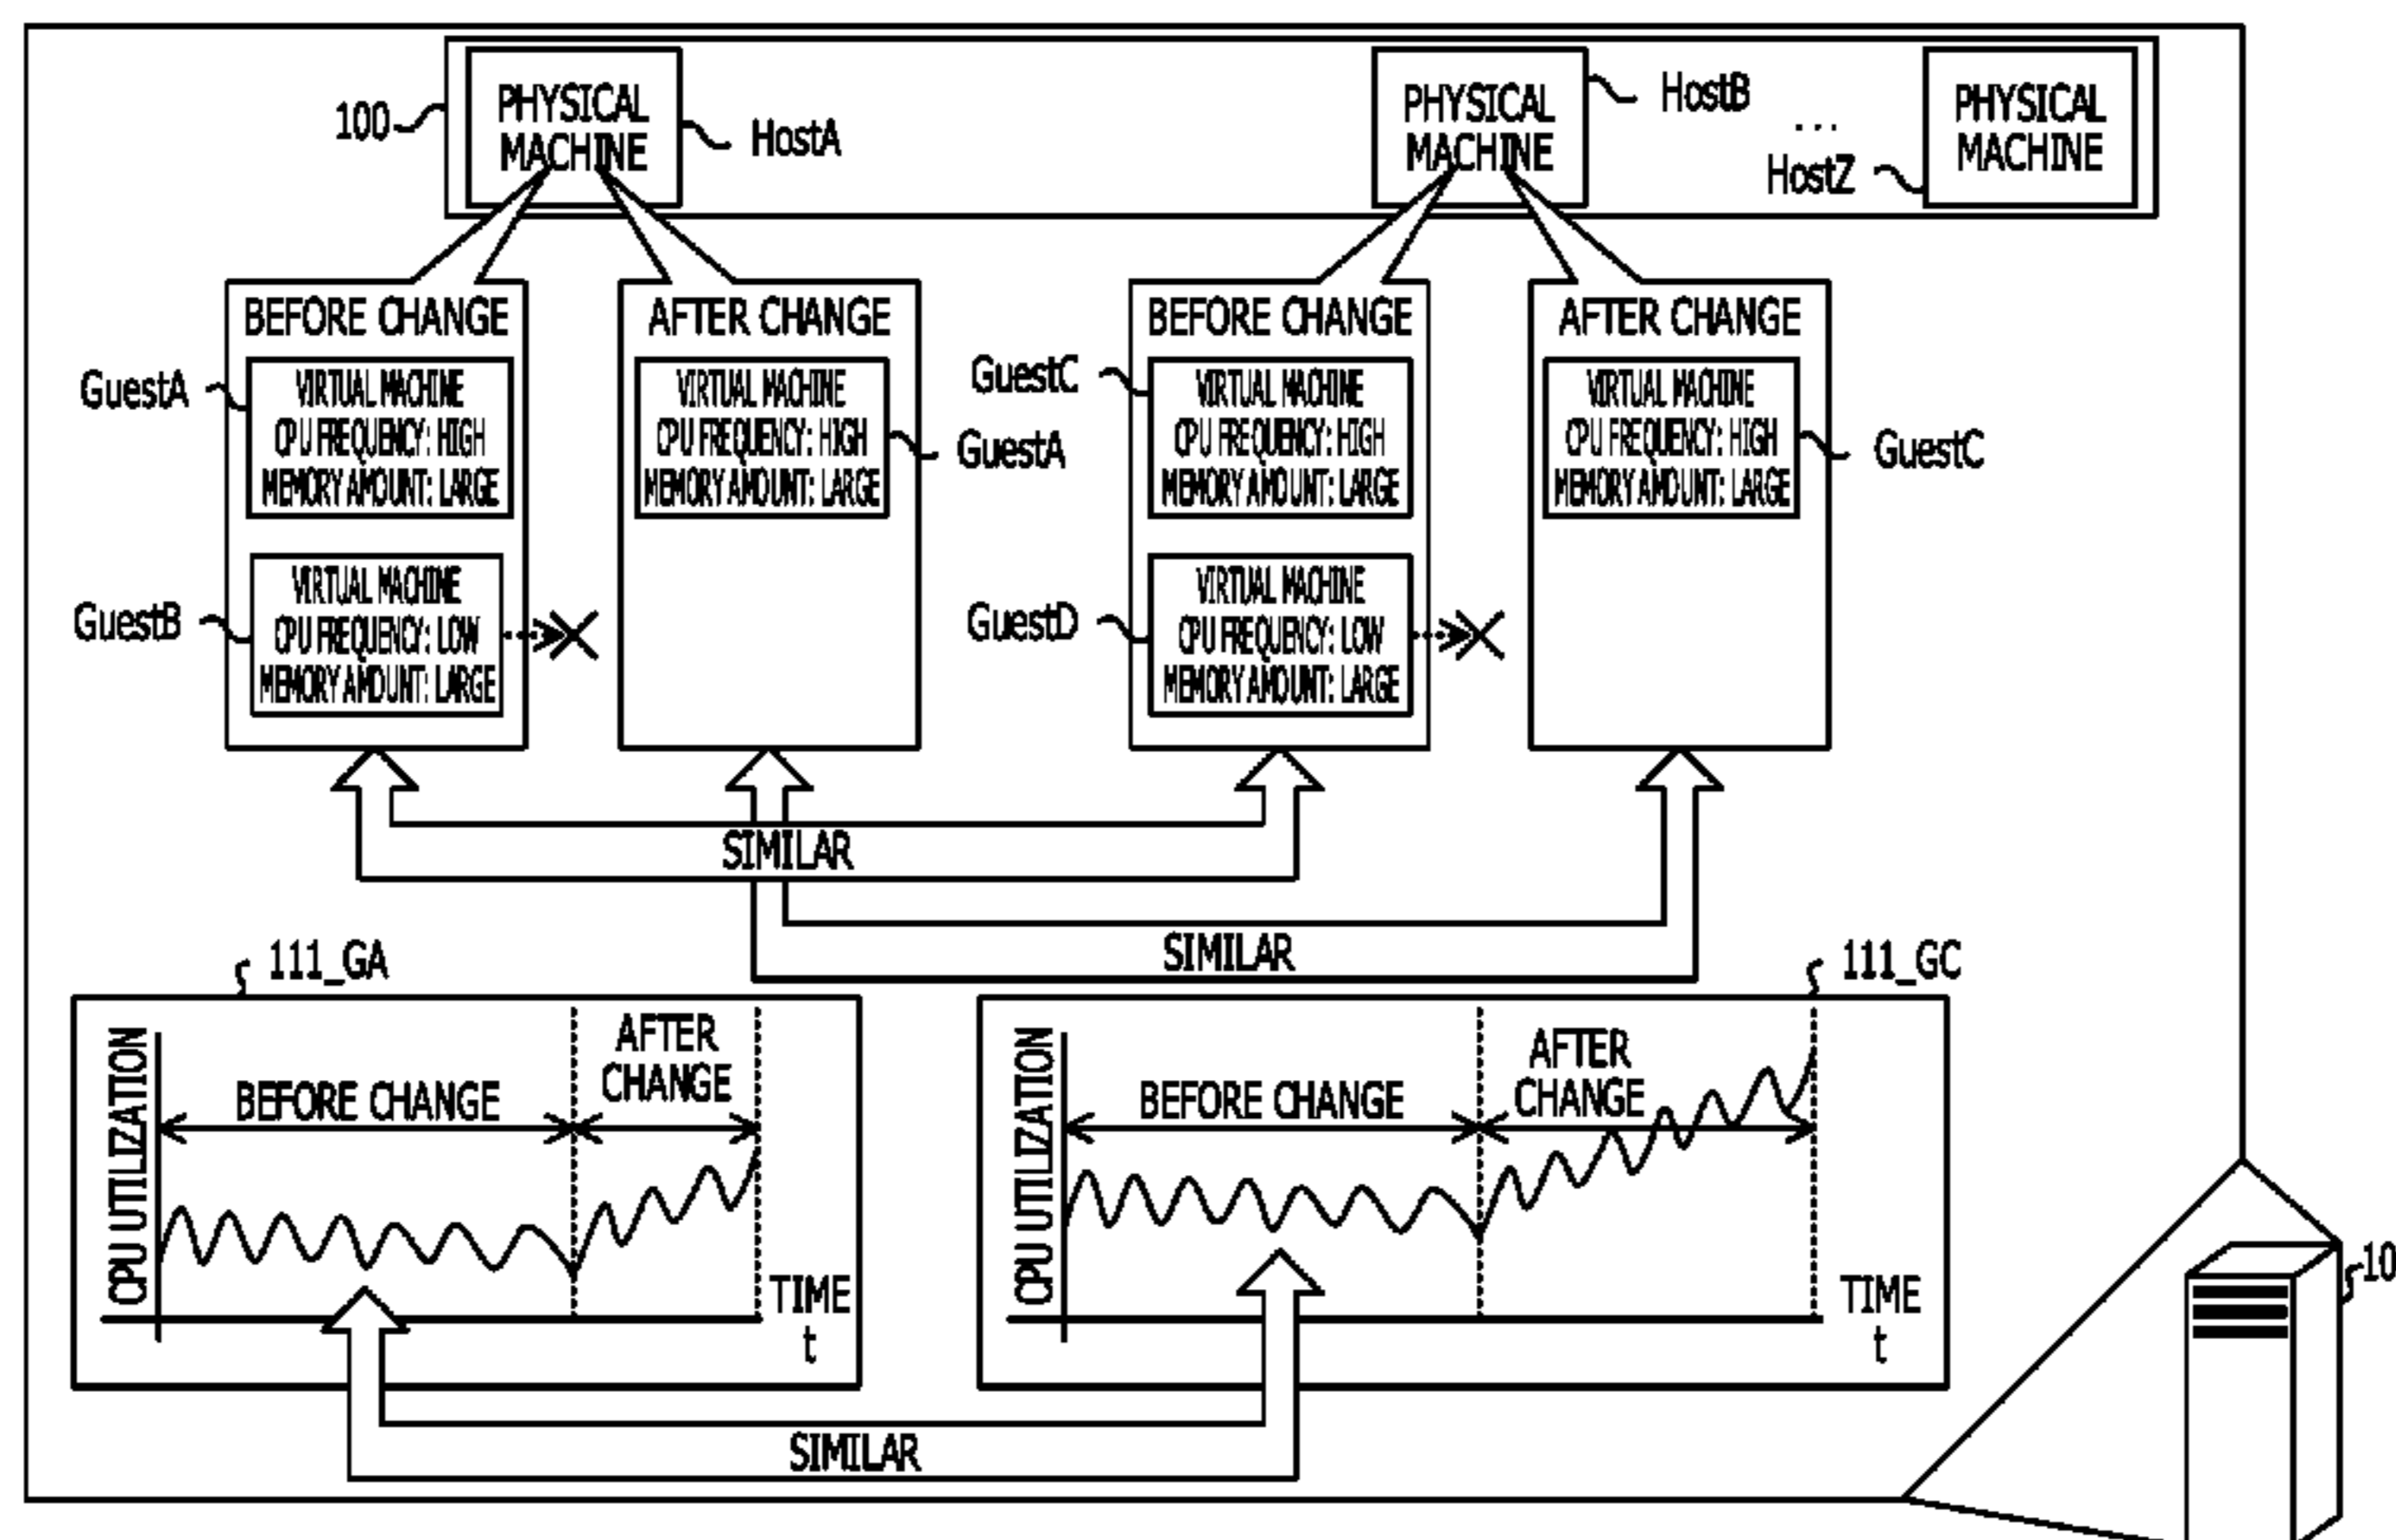 100
PHYSICAL
MACHINE
HostA
PHYSICAL
MACHINE
HostB
...
HostZ
PHYSICAL
MACHINE
BEFORE CHANGE
GuestA
VIRTUAL MACHINE
CPU FREQUENCY: HIGH
MEMORY AMOUNT: LARGE
GuestB
VIRTUAL MACHINE
CPU FREQUENCY: LOW
MEMORY AMOUNT: LARGE
AFTER CHANGE
VIRTUAL MACHINE
CPU FREQUENCY: HIGH
MEMORY AMOUNT: LARGE
GuestA
BEFORE CHANGE
GuestC
VIRTUAL MACHINE
CPU FREQUENCY: HIGH
MEMORY AMOUNT: LARGE
GuestD
VIRTUAL MACHINE
CPU FREQUENCY: LOW
MEMORY AMOUNT: LARGE
AFTER CHANGE
VIRTUAL MACHINE
CPU FREQUENCY: HIGH
MEMORY AMOUNT: LARGE
GuestC
SIMILAR
SIMILAR
111_GA
CPU UTILIZATION
BEFORE CHANGE
AFTER
CHANGE
TIME
t
111_GC
CPU UTILIZATION
BEFORE CHANGE
AFTER
CHANGE
TIME
t
SIMILAR
10